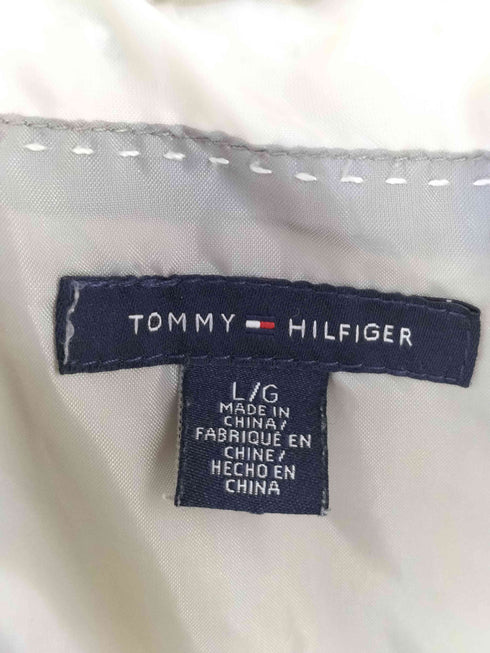 TOMMY HILFIGER
L/G
MADE IN
CHINA/
FABRIQUÉ EN
CHINE/
HECHO EN
CHINA